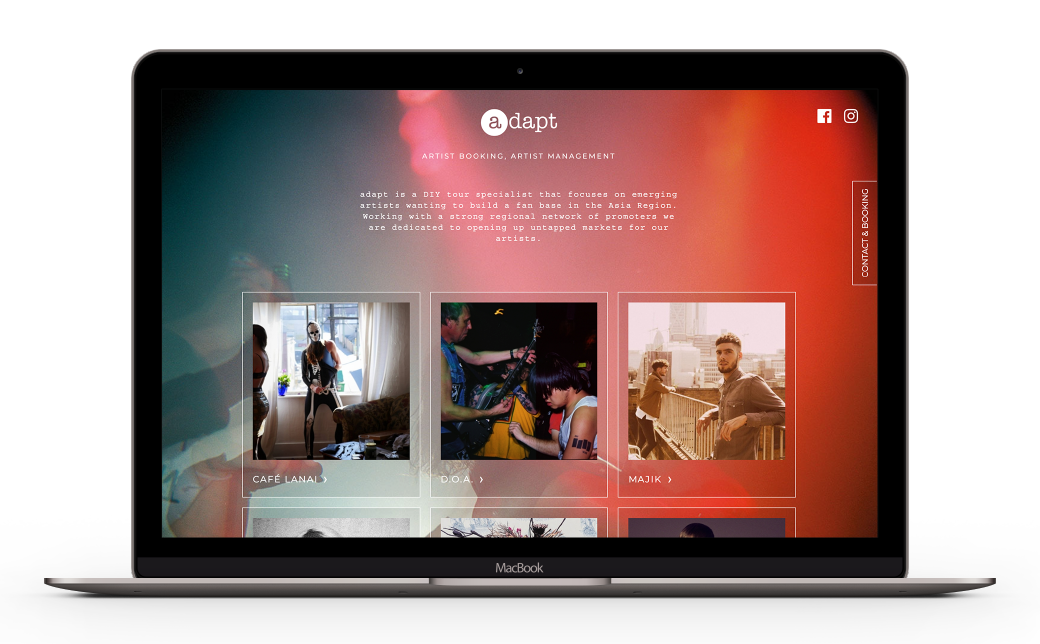 adapt
ARTIST BOOKING, ARTIST MANAGEMENT
adapt is a DIY tour specialist that focuses on emerging
artists wanting to build a fan base in the Asia Region.
Working with a strong regional network of promoters we
are dedicated to opening up untapped markets for our
artists.
CONTACT & BOOKING
CAFÉ LANAI ›
D.O.A. ›
MAJIK ›
MacBook